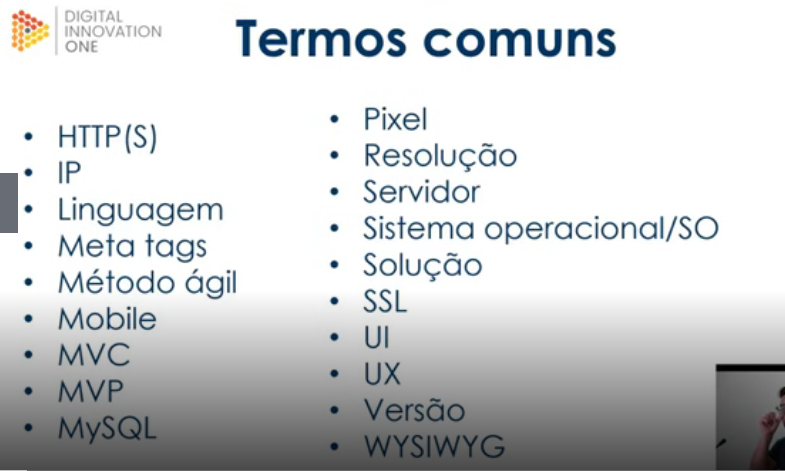 DIGITAL
INNOVATION
ONE
Termos comuns
• HTTP(S)
• IP
• Linguagem
• Meta tags
• Método ágil
• Mobile
• MVC
• MVP
• MySQL
• Pixel
• Resolução
• Servidor
• Sistema operacional/SO
• Solução
• SSL
• UI
• UX
• Versão
• WYSIWYG